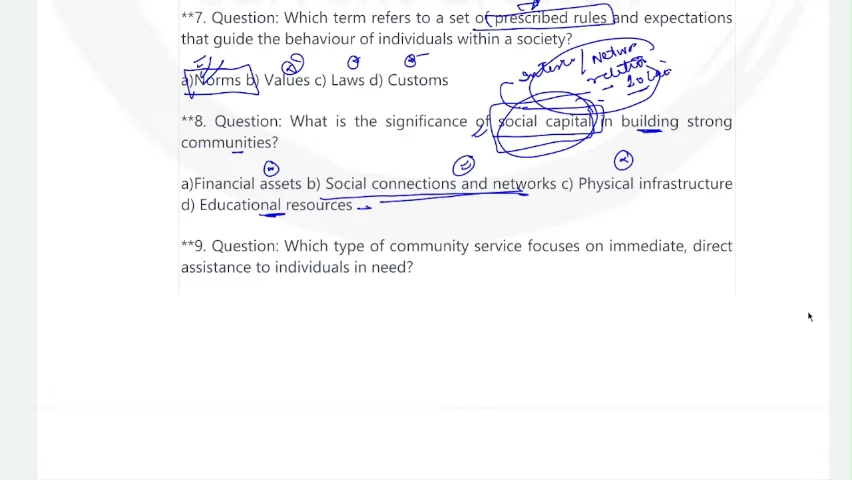 **7. Question: Which term refers to a set of prescribed rules and expectations
that guide the behaviour of individuals within a society?
a)Norms b) Values c) Laws d) Customs
**8. Question: What is the significance of social capital in building strong
communities?
a)Financial assets b) Social connections and networks c) Physical infrastructure
d) Educational resources
**9. Question: Which type of community service focuses on immediate, direct
assistance to individuals in need?